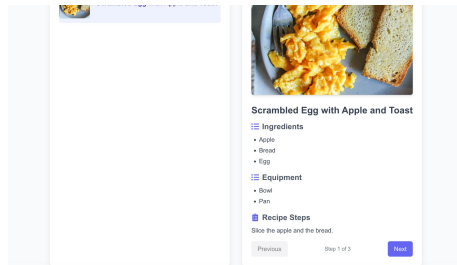 Scrambled Egg with Apple and Toast
Ingredients
• Apple
• Bread
• Egg
Equipment
• Bowl
• Pan
Recipe Steps
Slice the apple and the bread.
Previous
Step 1 of 3
Next